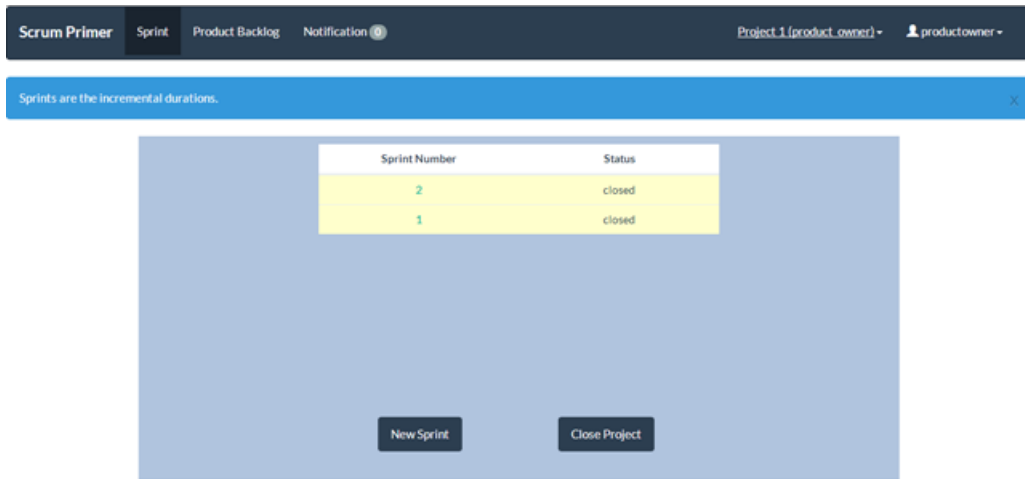 Scrum Primer Sprint Product Backlog Notification 0 Project 1 (product_owner) productowner
Sprints are the incremental durations. X
Sprint Number Status
2 closed
1 closed
New Sprint Close Project